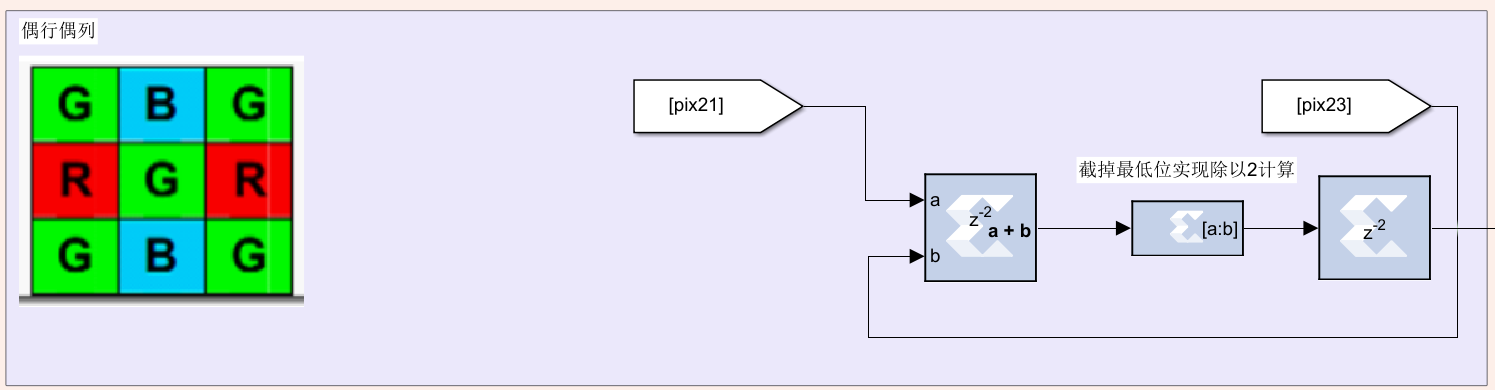 偶行偶列
G B G
R G R
G B G
[pix21]
[pix23]
截掉最低位实现除以2计算
a
z-2
a + b
b
[a:b]
z-2